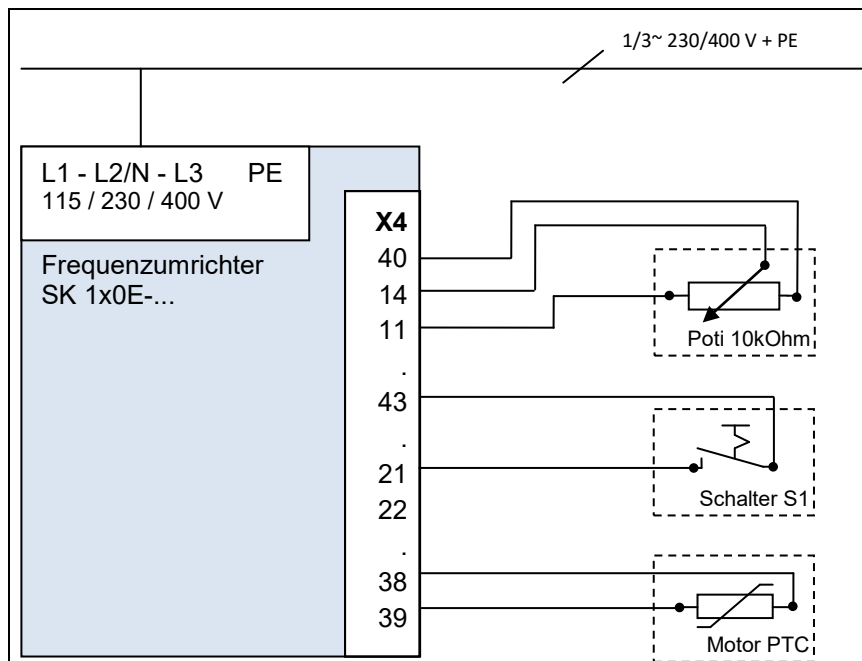 1/3~ 230/400 V + PE
L1 - L2/N - L3 PE
115 / 230 / 400 V
Frequenzumrichter
SK 1x0E-...
X4
40
14
11
.
43
.
21
22
.
38
39
Poti 10kOhm
Schalter S1
Motor PTC